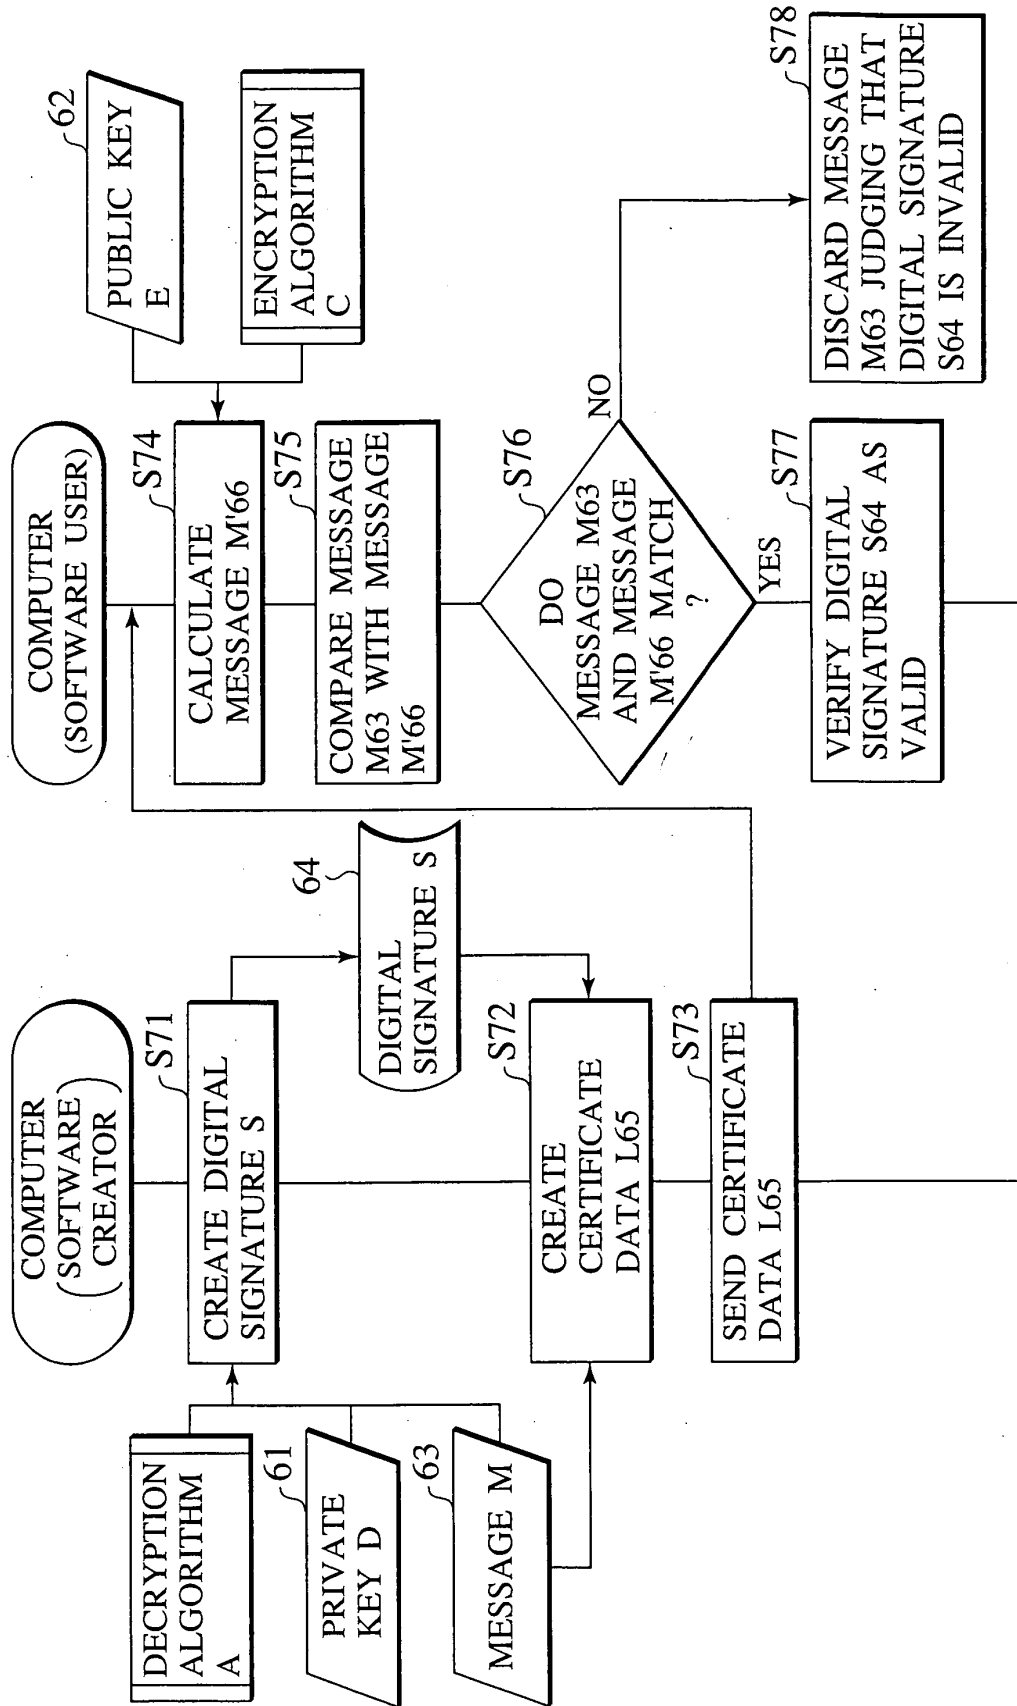 COMPUTER
(SOFTWARE
CREATOR)
DECRYPTION
ALGORITHM
A
S71
CREATE DIGITAL
SIGNATURE S
61
PRIVATE
KEY D
64
DIGITAL
SIGNATURE S
63
MESSAGE M
S72
CREATE
CERTIFICATE
DATA L65
S73
SEND CERTIFICATE
DATA L65
COMPUTER
(SOFTWARE USER)
62
PUBLIC KEY
E
S74
CALCULATE
MESSAGE M'66
ENCRYPTION
ALGORITHM
C
S75
COMPARE MESSAGE
M63 WITH MESSAGE
M'66
S76
DO
MESSAGE M63
AND MESSAGE
M'66 MATCH
?
NO
YES
S77
VERIFY DIGITAL
SIGNATURE S64 AS
VALID
S78
DISCARD MESSAGE
M63 JUDGING THAT
DIGITAL SIGNATURE
S64 IS INVALID